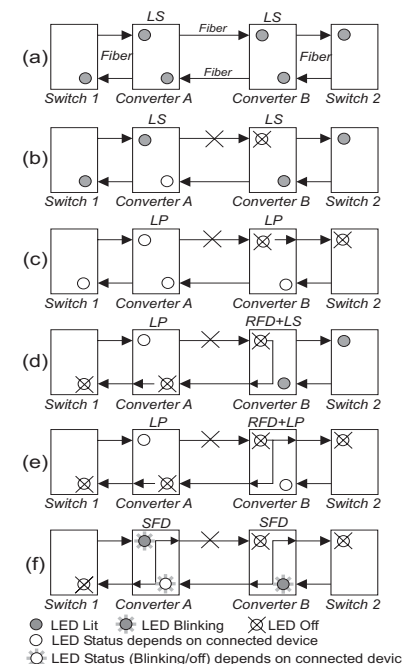 LS LS
Fiber
(a) Fiber Fiber
Fiber
Switch 1 Converter A Converter B Switch 2
LS LS
(b)
Switch 1 Converter A Converter B Switch 2
LP LP
(c)
Switch 1 Converter A Converter B Switch 2
LP RFD+LS
(d)
Switch 1 Converter A Converter B Switch 2
LP RFD+LP
(e)
Switch 1 Converter A Converter B Switch 2
SFD SFD
(f)
Switch 1 Converter A Converter B Switch 2
LED Lit LED Blinking LED Off
LED Status depends on connected device
LED Status (Blinking/off) depends on connected devic